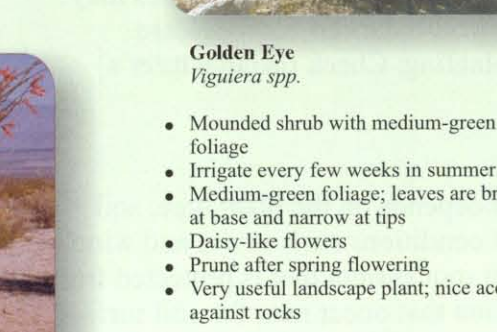 Golden Eye
Viguiera spp.
• Mounded shrub with medium-green
foliage
• Irrigate every few weeks in summer
• Medium-green foliage; leaves are
at base and narrow at tips
• Daisy-like flowers
• Prune after spring flowering
• Very useful landscape plant; nice
against rocks